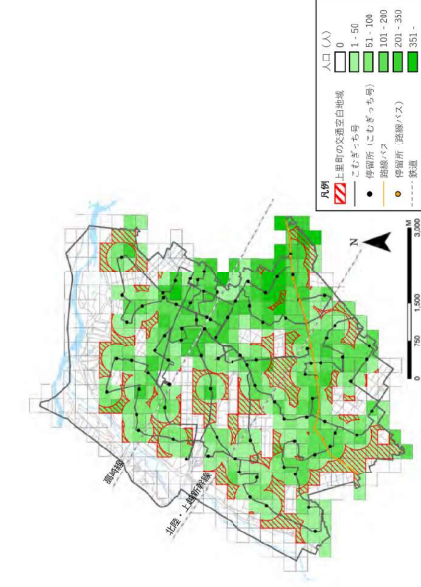 高崎線
北陸・上越新幹線
凡例
上里町の交通空白地域
こむぎっち号
停留所（こむぎっち号）
路線バス
停留所（路線バス）
鉄道
人口（人）
0
1 - 50
51 - 100
101 - 200
201 - 350
351 -
N
0
750
1,500
3,000
M